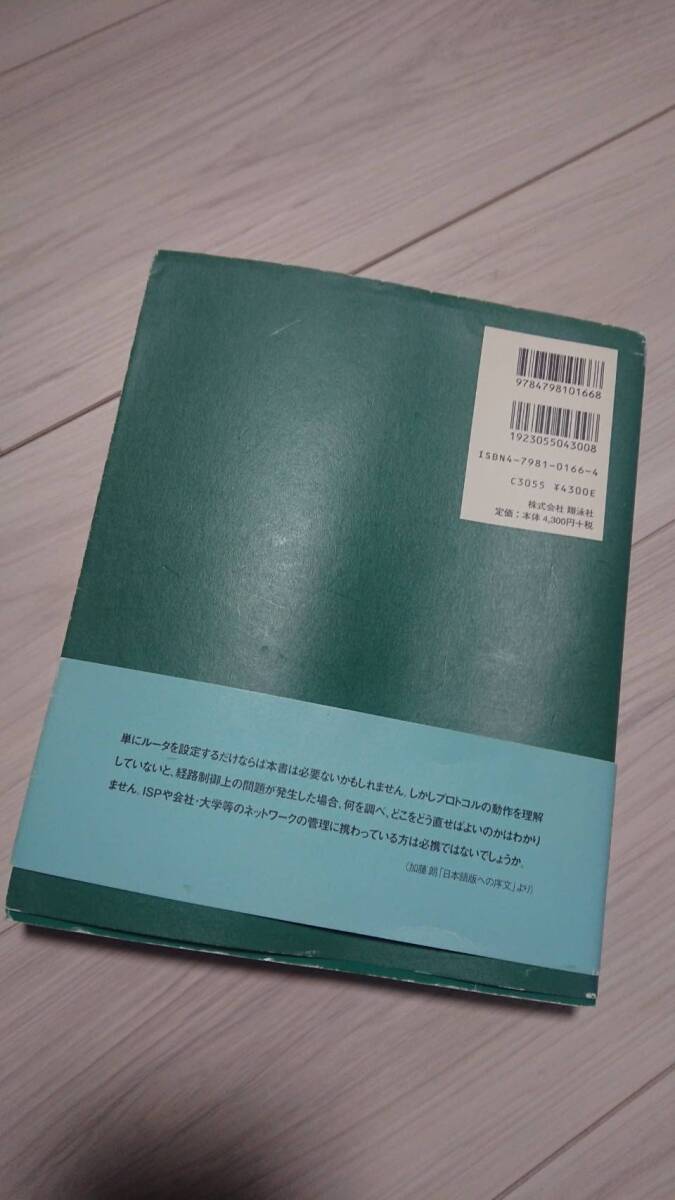 9784798101668
1923055043008
ISBN4-7981-0166-4
C3055 ¥4300E
株式会社 翔泳社
定価：本体 4,300円+税
単にルータを設定するだけならば本書は必要ないかもしれません。しかしプロトコルの動作を理解
していないと、経路制御上の問題が発生した場合、何を調べ、どこをどう直せばよいのかはわかり
ません。ISPや会社・大学等のネットワークの管理に携わっている方は必携ではないでしょうか。
(加藤 朗「日本語版への序文」より)